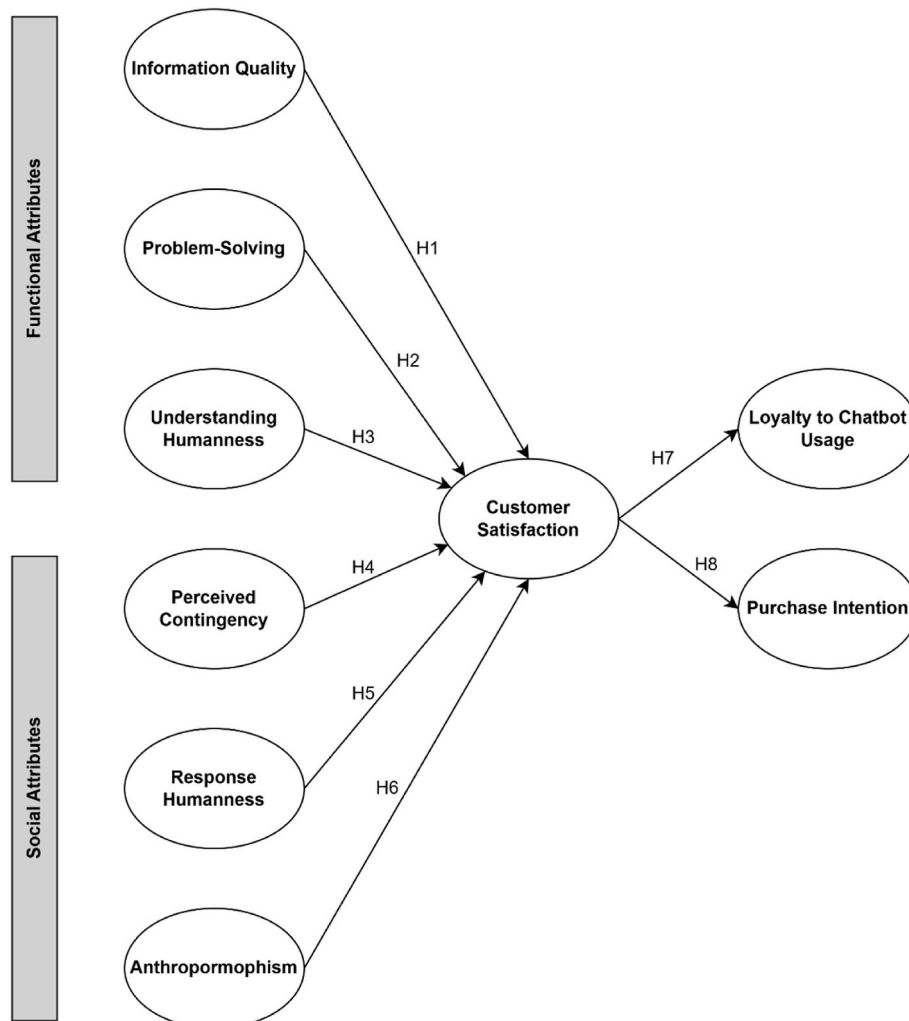 Functional Attributes
Information Quality
H1
Problem-Solving
H2
Understanding
Humanness
H3
Customer
Satisfaction
Loyalty to Chatbot
Usage
H7
H8
Purchase Intention
Social Attributes
Perceived
Contingency
H4
Response
Humanness
H5
Anthropormophism
H6